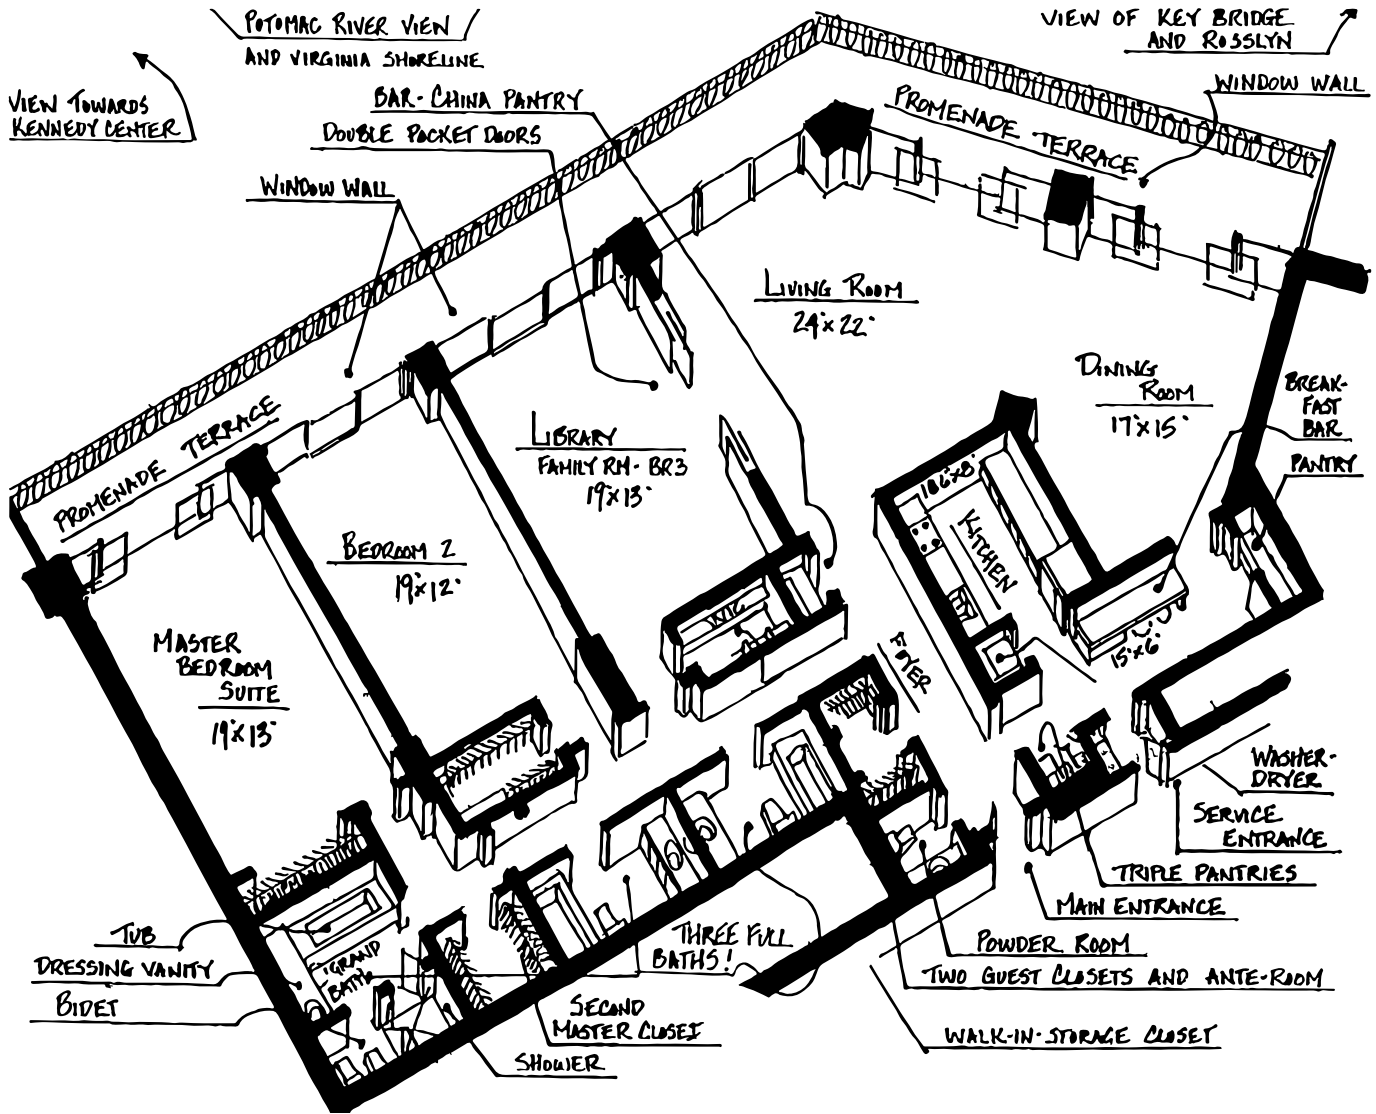 POTOMAC RIVER VIEW
AND VIRGINIA SHORELINE
VIEW OF KEY BRIDGE
AND ROSSLYN
VIEW TOWARDS
KENNEDY CENTER
BAR-CHINA PANTRY
DOUBLE POCKET DOORS
WINDOW WALL
WINDOW WALL
PROMENADE TERRACE
PROMENADE TERRACE
LIVING ROOM
24' x 22'
DINING
ROOM
17' x 15'
BREAK-
FAST
BAR
PANTRY
LIBRARY
FAMILY RM - BR3
19' x 13'
KITCHEN
BEDROOM 2
19' x 12'
MASTER
BEDROOM
SUITE
19' x 13'
FOYER
15' x 6'
WASHER-
DRYER
SERVICE
ENTRANCE
TRIPLE PANTRIES
MAIN ENTRANCE
POWDER ROOM
TWO GUEST CLOSETS AND ANTE-ROOM
WALK-IN-STORAGE CLOSET
THREE FULL
BATHS!
TUB
DRESSING VANITY
BIDET
GRAND
BATH
SECOND
MASTER CLOSET
SHOWER